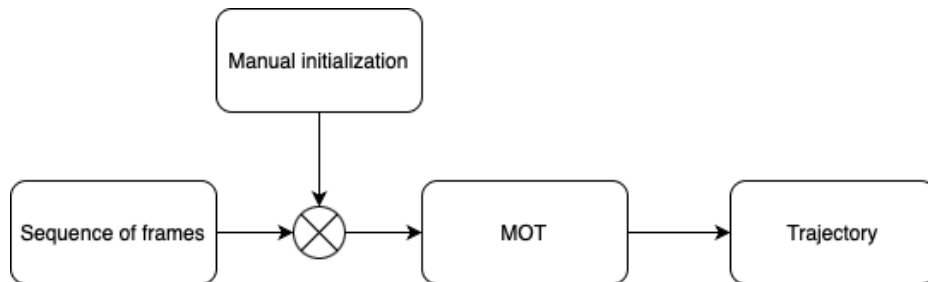 Manual initialization
Sequence of frames
MOT
Trajectory